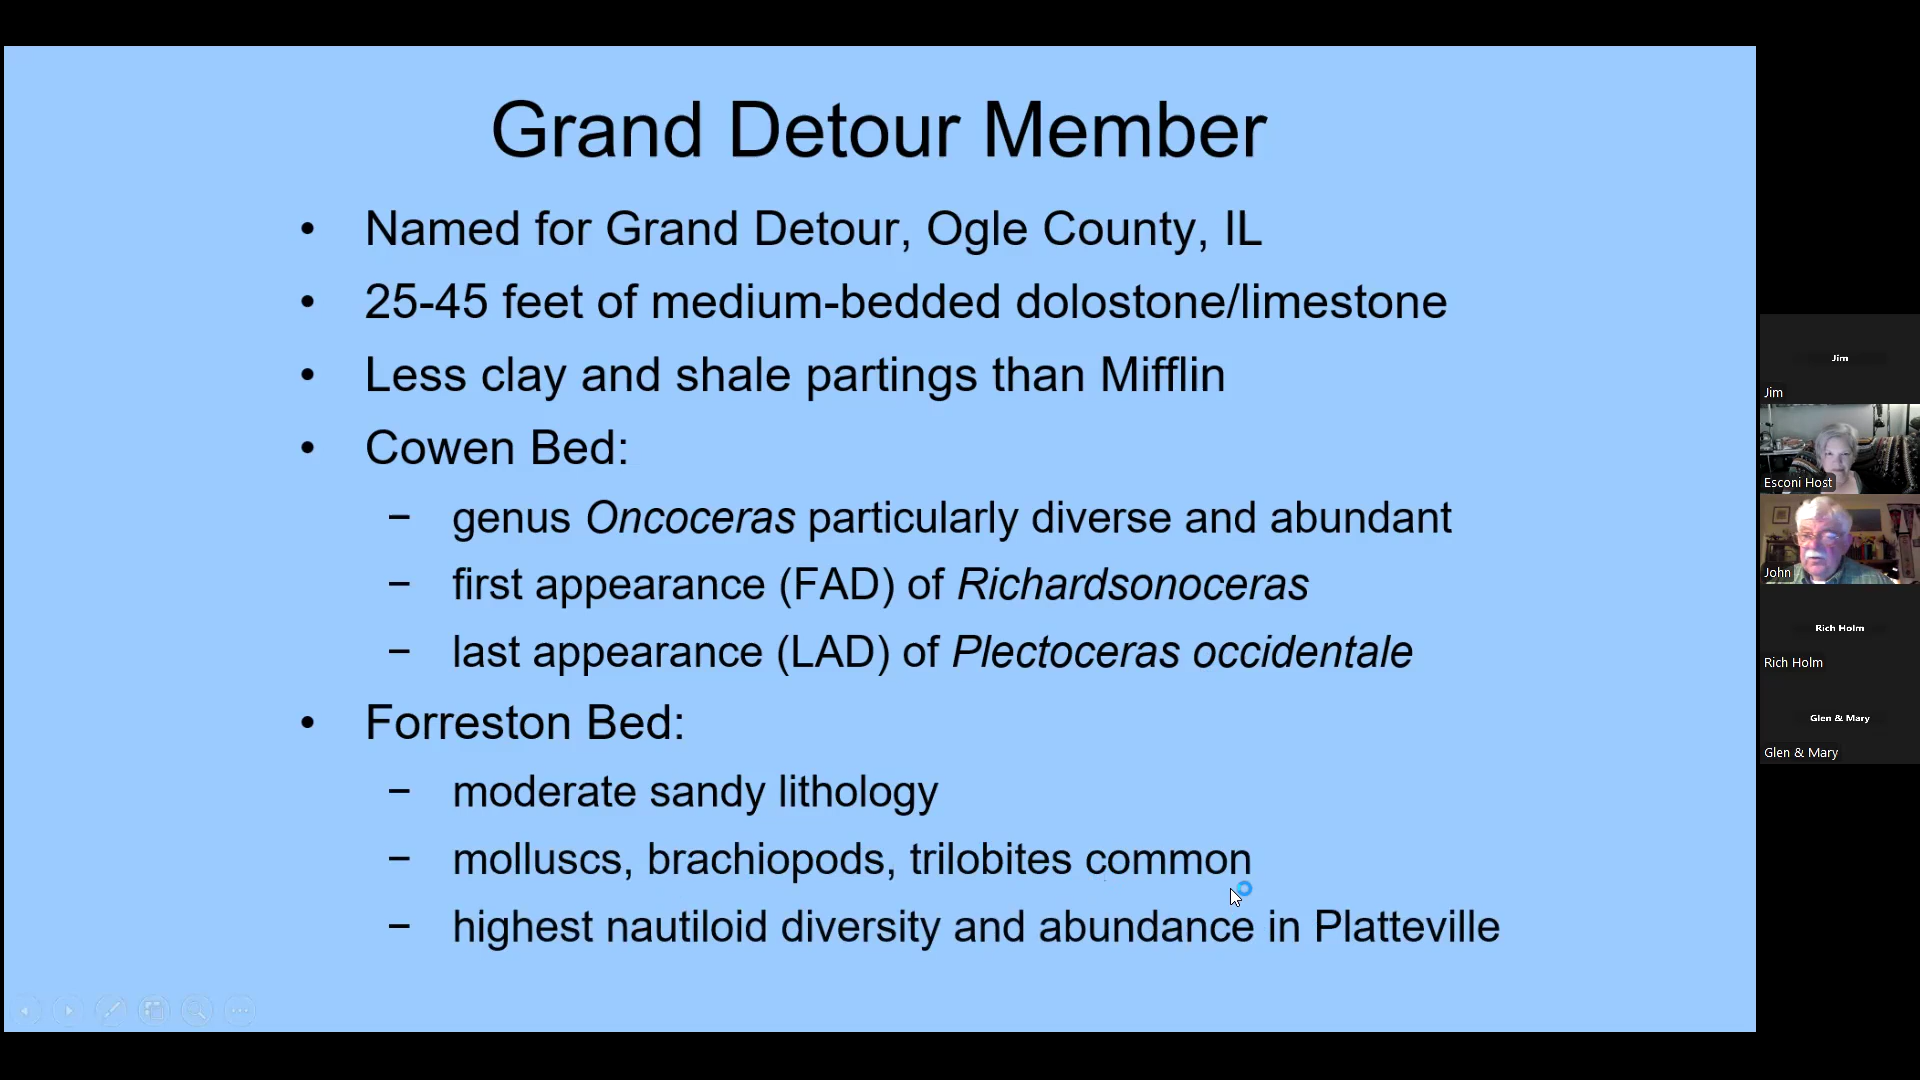 Grand Detour Member
• Named for Grand Detour, Ogle County, IL
• 25-45 feet of medium-bedded dolostone/limestone
• Less clay and shale partings than Mifflin
• Cowen Bed:
– genus Oncoceras particularly diverse and abundant
– first appearance (FAD) of Richardsonoceras
– last appearance (LAD) of Plectoceras occidentale
• Forreston Bed:
– moderate sandy lithology
– molluscs, brachiopods, trilobites common
– highest nautiloid diversity and abundance in Platteville
Jim
Jim
Esconi Host
John
Rich Holm
Rich Holm
Glen & Mary
Glen & Mary